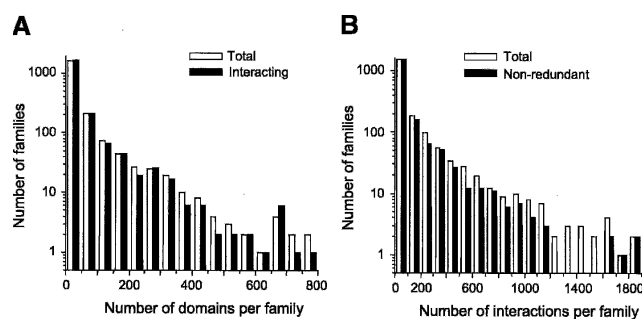 A
Total
Interacting
Number of families
1000
100
10
1
0
200
400
600
800
Number of domains per family
B
Total
Non-redundant
Number of families
1000
100
10
1
200
600
1000
1400
1800
Number of interactions per family